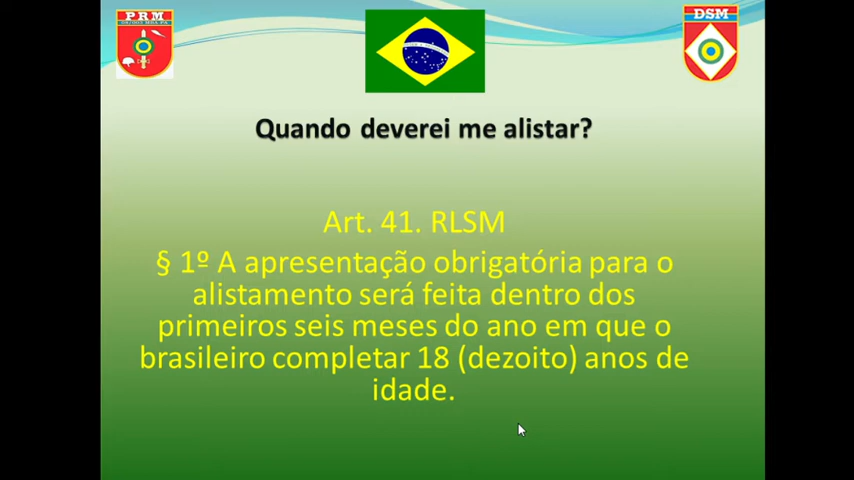 PRM
DSM
Quando deverei me alistar?
Art. 41. RLSM
§ 1º A apresentação obrigatória para o
alistamento será feita dentro dos
primeiros seis meses do ano em que o
brasileiro completar 18 (dezoito) anos de
idade.